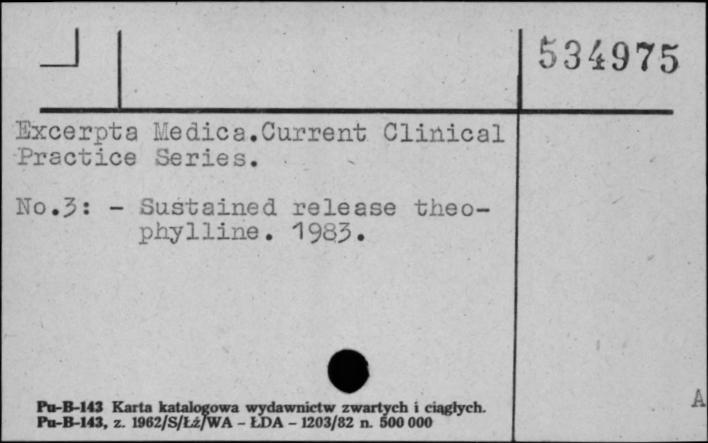 534975
Excerpta Medica.Current Clinical
Practice Series.
No.3: - Sustained release theo-
phylline. 1983.
A
Pu-B-143 Karta katalogowa wydawnictw zwartych i ciągłych.
Pu-B-143, z. 1962/S/Łź/WA - ŁDA - 1203/82 n. 500 000